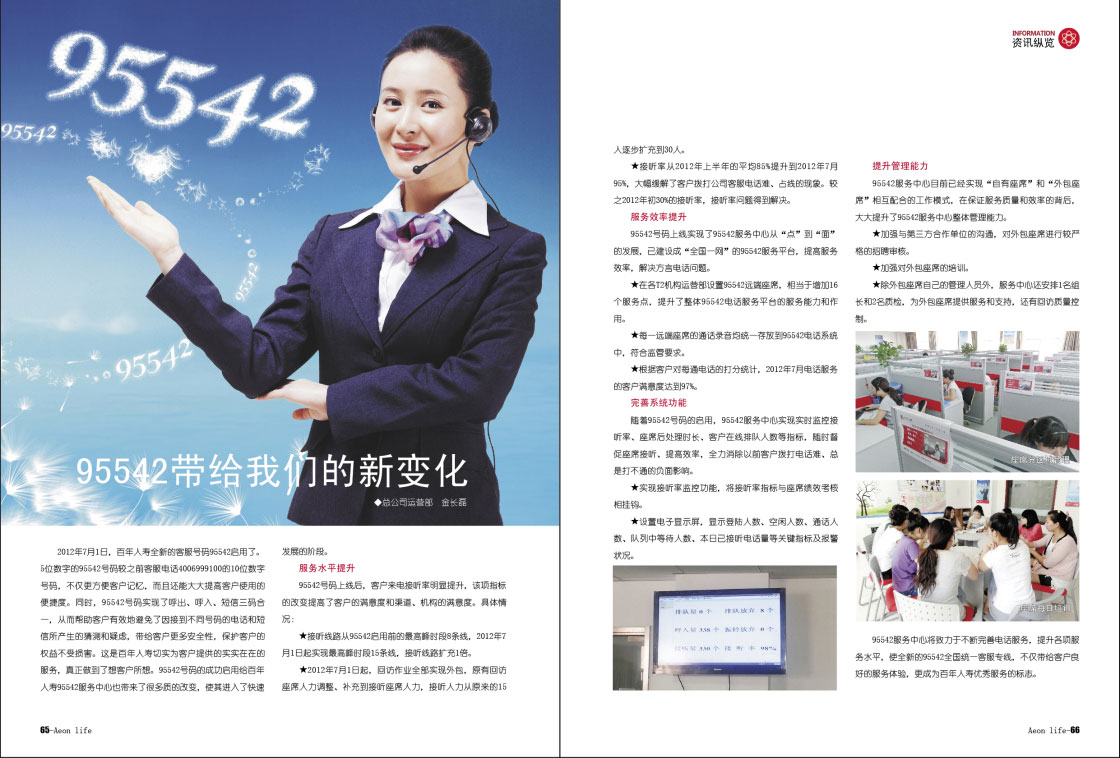 95542
95542
95542
95542
95542带给我们的新变化
◆总公司运营部　金长磊
2012年7月1日，百年人寿全新的客服号码95542启用了。
5位数字的95542号码较之前客服电话4006999100的10位数字
号码，不仅更方便客户记忆，而且还能大大提高客户使用的
便捷度。同时，95542号码实现了呼出、呼入、短信三码合
一，从而帮助客户有效地避免了因接到不同号码的电话和短
信所产生的猜测和疑虑，带给客户更多安全性，保护客户的
权益不受损害。这是百年人寿切实为客户提供的实实在在的
服务，真正做到了想客户所想。95542号码的成功启用给百年
人寿95542服务中心也带来了很多质的改变，使其进入了快速
发展的阶段。
服务水平提升
95542号码上线后，客户来电接听率明显提升，该项指标
的改变提高了客户的满意度和渠道、机构的满意度。具体情
况：
★接听线路从95542启用前的最高峰时段8条线，2012年7
月1日起实现最高峰时段15条线，接听线路扩充1倍。
★2012年7月1日起，回访作业全部实现外包，原有回访
座席人力调整、补充到接听座席人力，接听人力从原来的15
65-Aeon life
INFORMATION
资讯纵览
人逐步扩充到30人。
★接听率从2012年上半年的平均85%提升到2012年7月
95%，大幅缓解了客户拨打公司客服电话难、占线的现象。较
之2012年初30%的接听率，接听率问题得到解决。
服务效率提升
95542号码上线实现了95542服务中心从“点”到“面”
的发展，已建设成“全国一网”的95542服务平台，提高服务
效率，解决方言电话问题。
★在各T2机构运营部设置95542远端座席，相当于增加16
个服务点，提升了整体95542电话服务平台的服务能力和作
用。
★每一远端座席的通话录音均统一存放到95542电话系统
中，符合监管要求。
★根据客户对每通电话的打分统计，2012年7月电话服务
的客户满意度达到97%。
完善系统功能
随着95542号码的启用，95542服务中心实现实时监控接
听率、座席后处理时长、客户在线排队人数等指标，随时督
促座席接听，提高效率，全力消除以前客户拨打电话难、总
是打不通的负面影响。
★实现接听率监控功能，将接听率指标与座席绩效考核
相挂钩。
★设置电子显示屏，显示登陆人数、空闲人数、通话人
数、队列中等待人数、本日已接听电话量等关键指标及报警
状况。
排队量 0 个　排队放弃 8 个
呼入量 338 个　振铃放弃 0 个
330 个　接 听 率 98%
提升管理能力
95542服务中心目前已经实现“自有座席”和“外包座
席”相互配合的工作模式，在保证服务质量和效率的背后，
大大提升了95542服务中心整体管理能力。
★加强与第三方合作单位的沟通，对外包座席进行较严
格的招聘审核。
★加强对外包座席的培训。
★除外包座席自己的管理人员外，服务中心还安排1名组
长和2名质检，为外包座席提供服务和支持，还有回访质量控
制。
座席每日培训
95542服务中心将致力于不断完善电话服务，提升各项服
务水平，使全新的95542全国统一客服专线，不仅带给客户良
好的服务体验，更成为百年人寿优秀服务的标志。
Aeon life-66